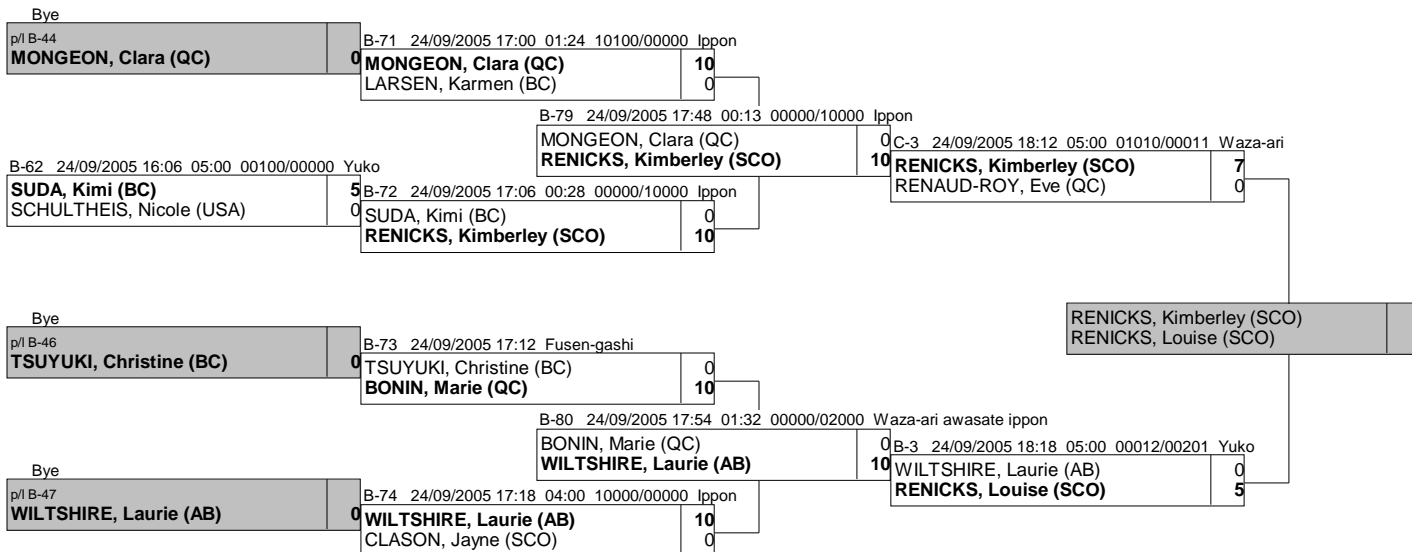 Bye
p/l B-44
MONGEON, Clara (QC) 0
B-71 24/09/2005 17:00 01:24 10100/00000 Ippon
MONGEON, Clara (QC) 10
LARSEN, Karmen (BC) 0
B-79 24/09/2005 17:48 00:13 00000/10000 Ippon
MONGEON, Clara (QC) 0
RENICKS, Kimberley (SCO) 10
C-3 24/09/2005 18:12 05:00 01010/00011 Waza-ari
RENICKS, Kimberley (SCO) 7
RENAUD-ROY, Eve (QC) 0
B-62 24/09/2005 16:06 05:00 00100/00000 Yuko
SUDA, Kimi (BC) 5
SCHULTHEIS, Nicole (USA) 0
B-72 24/09/2005 17:06 00:28 00000/10000 Ippon
SUDA, Kimi (BC) 0
RENICKS, Kimberley (SCO) 10
RENICKS, Kimberley (SCO)
RENICKS, Louise (SCO)
Bye
p/l B-46
TSUYUKI, Christine (BC) 0
B-73 24/09/2005 17:12 Fusen-gashi
TSUYUKI, Christine (BC) 0
BONIN, Marie (QC) 10
B-80 24/09/2005 17:54 01:32 00000/02000 Waza-ari awasate ippon
BONIN, Marie (QC) 0
WILTSHIRE, Laurie (AB) 10
B-3 24/09/2005 18:18 05:00 00012/00201 Yuko
WILTSHIRE, Laurie (AB) 0
RENICKS, Louise (SCO) 5
Bye
p/l B-47
WILTSHIRE, Laurie (AB) 0
B-74 24/09/2005 17:18 04:00 10000/00000 Ippon
WILTSHIRE, Laurie (AB) 10
CLASON, Jayne (SCO) 0